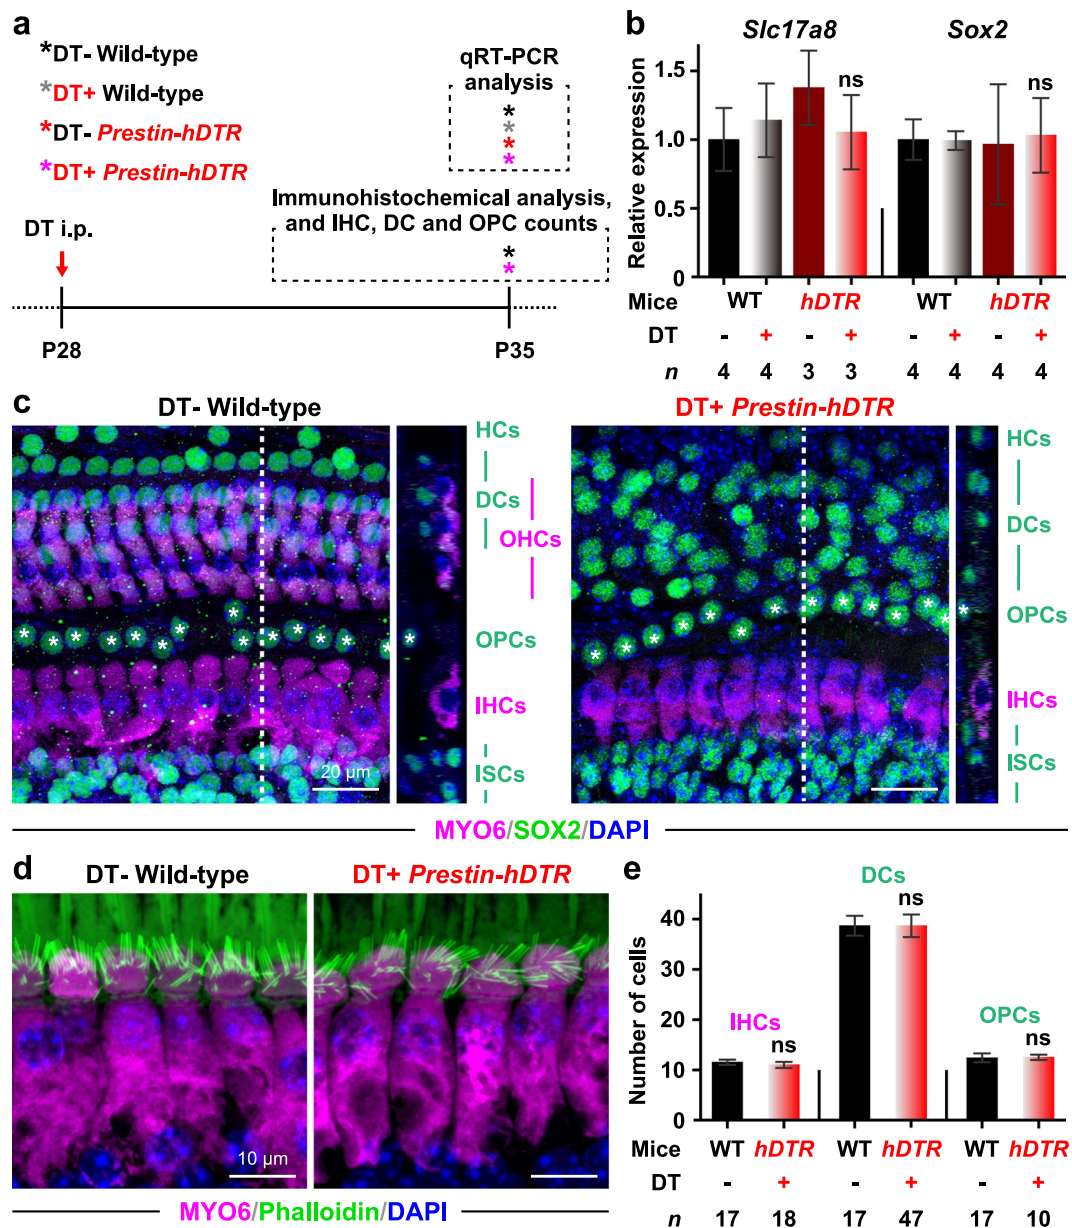 a
*DT- Wild-type
*DT+ Wild-type
*DT- Prestin-hDTR
*DT+ Prestin-hDTR
qRT-PCR
analysis
*
*
*
*
Immunohistochemical analysis,
and IHC, DC and OPC counts
*
*
DT i.p.
P28
P35
b
Slc17a8 Sox2
Relative expression
1.5
1.0
0.5
0
ns ns
Mice WT hDTR WT hDTR
DT - + - + - + - +
n 4 4 3 3 4 4 4 4
c
DT- Wild-type
HCs
DCs
OHCs
OPCs
IHCs
ISCs
20 µm
DT+ Prestin-hDTR
HCs
DCs
OPCs
IHCs
ISCs
MYO6/SOX2/DAPI
d
DT- Wild-type
DT+ Prestin-hDTR
10 µm
MYO6/Phalloidin/DAPI
e
Number of cells
40
30
20
10
0
DCs
ns
IHCs
ns
OPCs
ns
Mice WT hDTR WT hDTR WT hDTR
DT - + - + - +
n 17 18 17 47 17 10